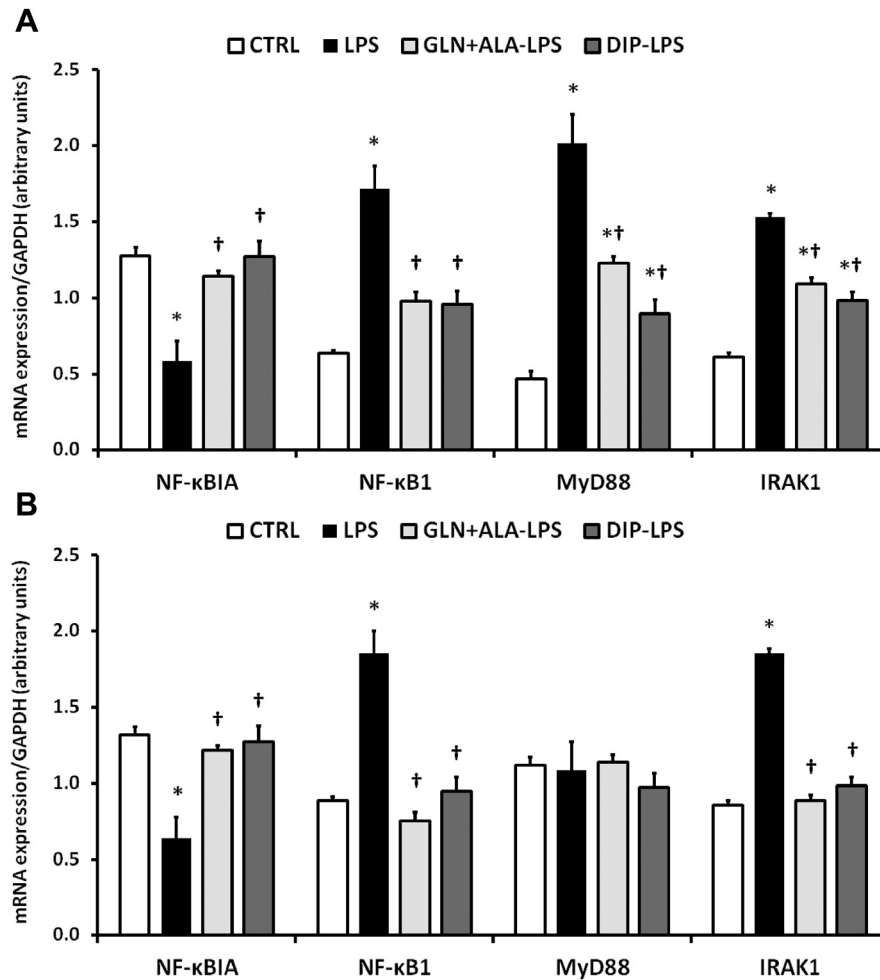 A
CTRL LPS GLN+ALA-LPS DIP-LPS
mRNA expression/GAPDH (arbitrary units)
2.5
2.0
1.5
1.0
0.5
0.0
* † †
* † †
* *† *†
* *† *†
NF-κBIA NF-κB1 MyD88 IRAK1
B
CTRL LPS GLN+ALA-LPS DIP-LPS
mRNA expression/GAPDH (arbitrary units)
2.5
2.0
1.5
1.0
0.5
0.0
* † †
* † †
* † †
NF-κBIA NF-κB1 MyD88 IRAK1